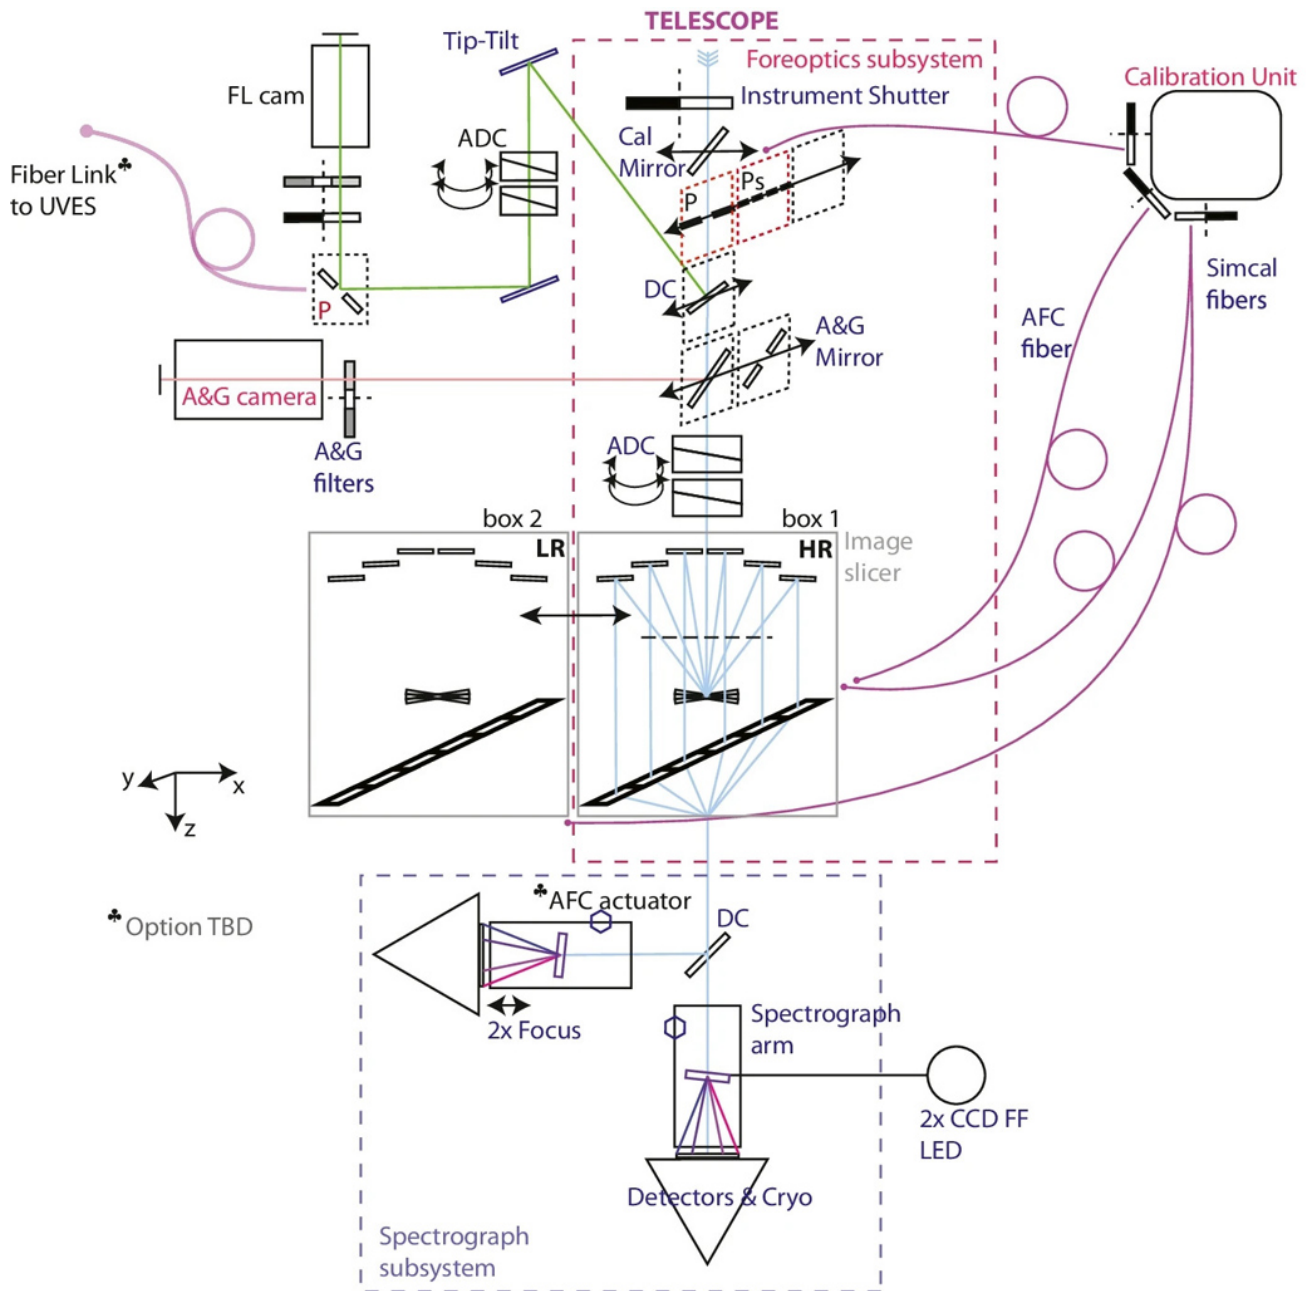 TELESCOPE
Tip-Tilt
Foreoptics subsystem
Calibration Unit
FL cam
Instrument Shutter
ADC
Cal
Mirror
Fiber Link♣
to UVES
P
Ps
Simcal
fibers
DC
P
AFC
fiber
A&G
Mirror
A&G camera
A&G
filters
ADC
box 2
box 1
LR
HR
Image
slicer
y
x
z
♣AFC actuator
DC
♣Option TBD
2x Focus
Spectrograph
arm
2x CCD FF
LED
Detectors & Cryo
Spectrograph
subsystem